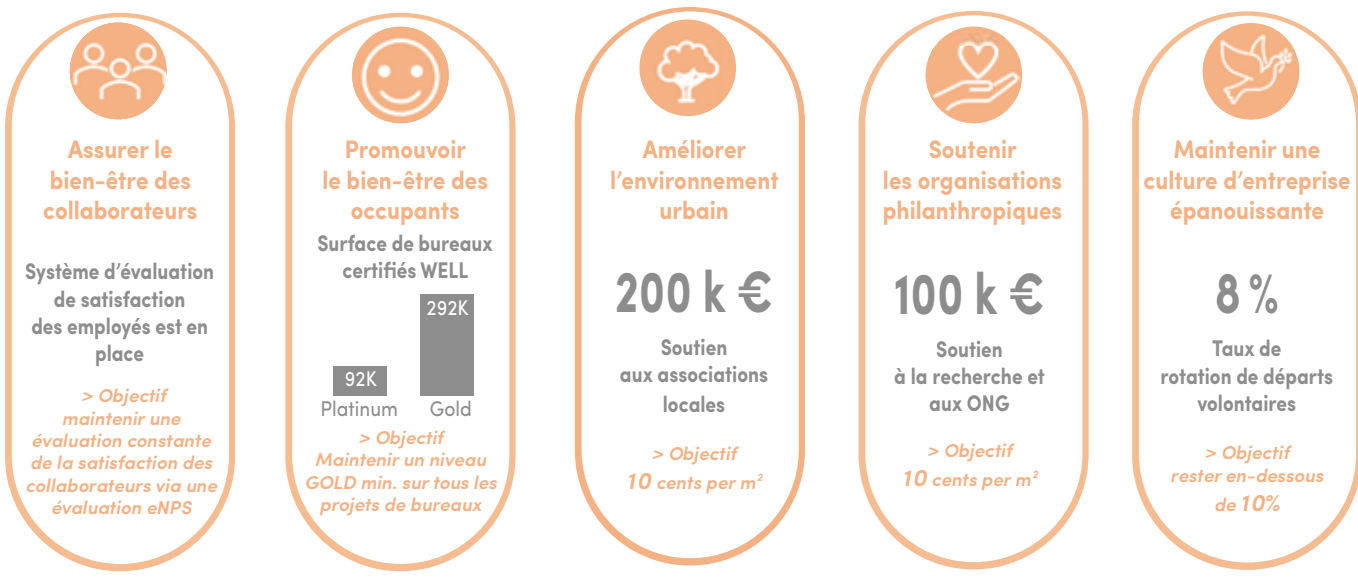 Assurer le
bien-être des
collaborateurs
Système d'évaluation
de satisfaction
des employés est en
place
> Objectif
maintenir une
évaluation constante
de la satisfaction des
collaborateurs via une
évaluation eNPS
Promouvoir
le bien-être des
occupants
Surface de bureaux
certifiés WELL
292K
92K
Platinum Gold
> Objectif
Maintenir un niveau
GOLD min. sur tous les
projets de bureaux
Améliorer
l'environnement
urbain
200 k €
Soutien
aux associations
locales
> Objectif
10 cents per m²
Soutenir
les organisations
philanthropiques
100 k €
Soutien
à la recherche et
aux ONG
> Objectif
10 cents per m²
Maintenir une
culture d'entreprise
épanouissante
8 %
Taux de
rotation de départs
volontaires
> Objectif
rester en-dessous
de 10%